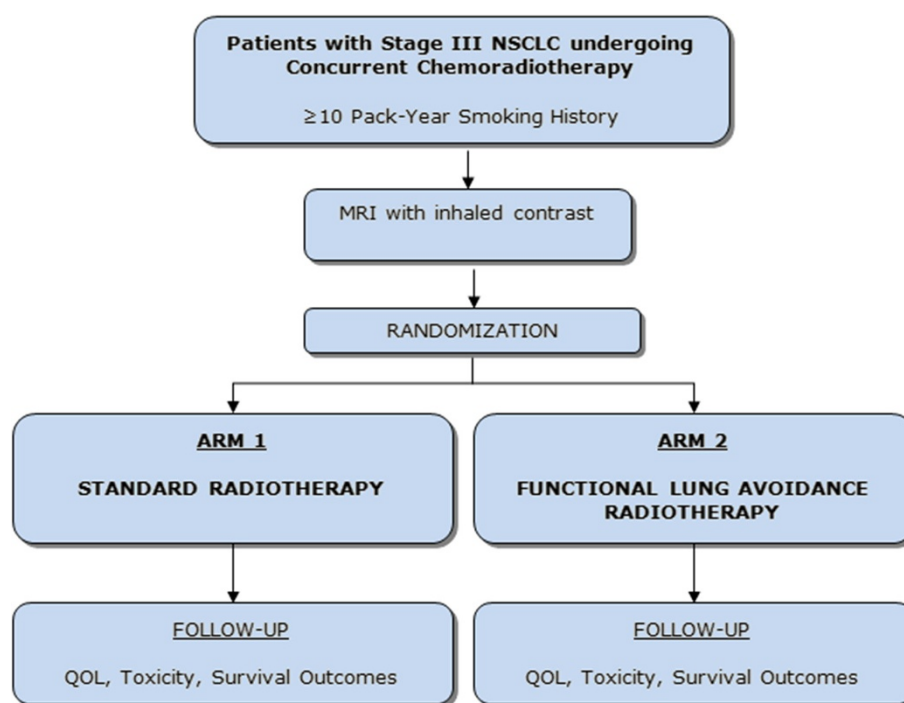 Patients with Stage III NSCLC undergoing
Concurrent Chemoradiotherapy
≥10 Pack-Year Smoking History
MRI with inhaled contrast
RANDOMIZATION
ARM 1
STANDARD RADIOTHERAPY
ARM 2
FUNCTIONAL LUNG AVOIDANCE
RADIOTHERAPY
FOLLOW-UP
QOL, Toxicity, Survival Outcomes
FOLLOW-UP
QOL, Toxicity, Survival Outcomes